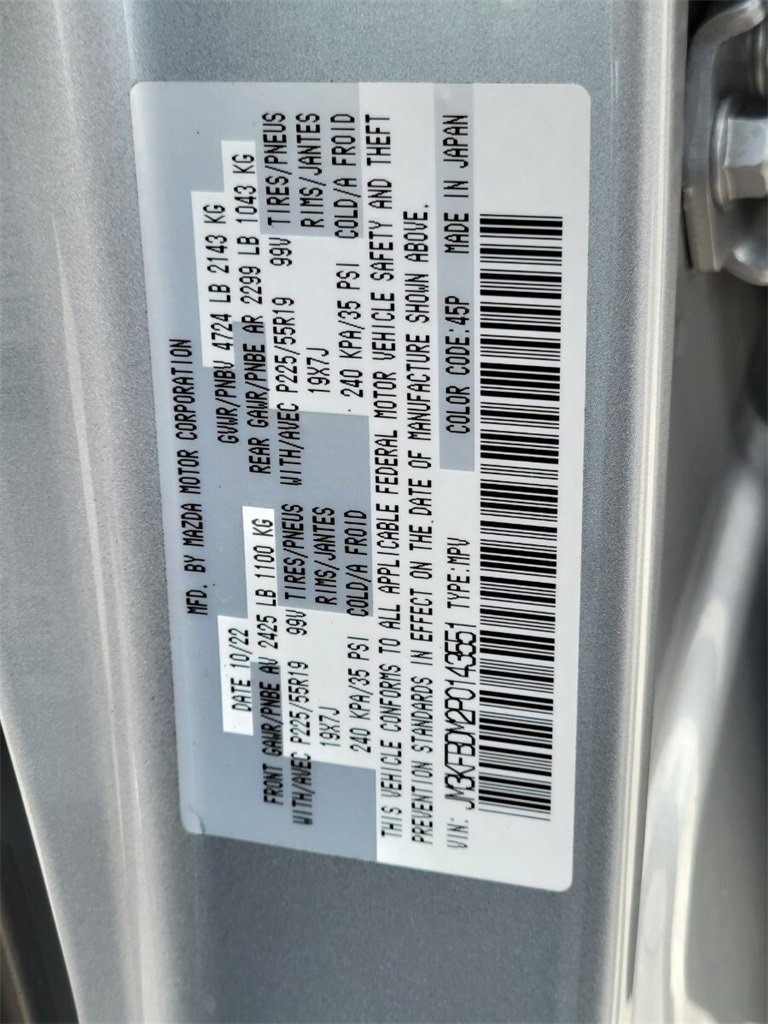 MFD. BY MAZDA MOTOR CORPORATION
DATE 10/22 GVWR/PNBV 4724 LB 2143 KG
FRONT GAWR/PNBE AV 2425 LB 1100 KG REAR GAWR/PNBE AR 2299 LB 1043 KG
WITH/AVEC P225/55R19 99V TIRES/PNEUS WITH/AVEC P225/55R19 99V TIRES/PNEUS
19X7J RIMS/JANTES 19X7J RIMS/JANTES
240 KPA/35 PSI COLD/A FROID 240 KPA/35 PSI COLD/A FROID
THIS VEHICLE CONFORMS TO ALL APPLICABLE FEDERAL MOTOR VEHICLE SAFETY AND THEFT
PREVENTION STANDARDS IN EFFECT ON THE DATE OF MANUFACTURE SHOWN ABOVE.
VIN: JM3KFBDM2P0143551 TYPE:MPV COLOR CODE:45P MADE IN JAPAN